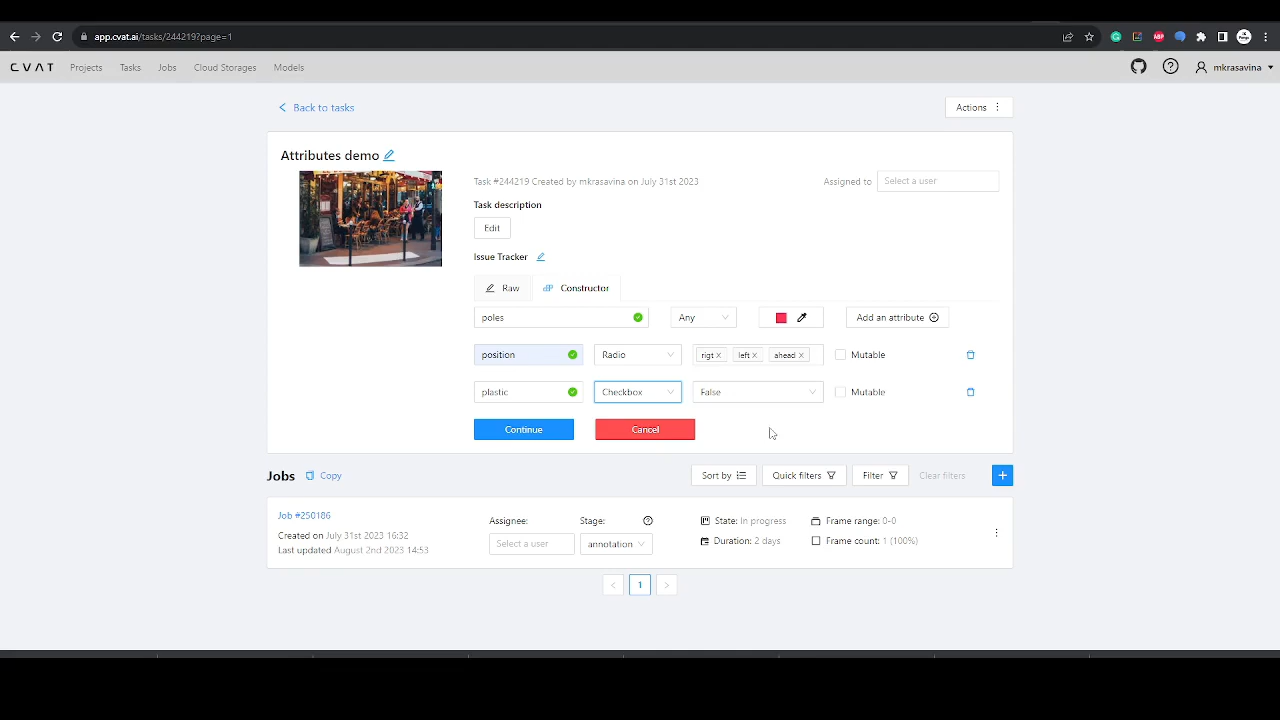 app.cvat.ai/tasks/244219?page=1
CVAT Projects Tasks Jobs Cloud Storages Models mkrasavina
Back to tasks Actions
Attributes demo
Task #244219 Created by mkrasavina on July 31st 2023 Assigned to Select a user
Task description
Edit
Issue Tracker
Raw Constructor
poles Any Add an attribute
position Radio rigt left ahead Mutable
plastic Checkbox False Mutable
Continue Cancel
Jobs Copy Sort by Quick filters Filter Clear filters +
Job #250186
Assignee: Stage: State: In progress Frame range: 0-0
Created on July 31st 2023 16:32
Select a user annotation Duration: 2 days Frame count: 1 (100%)
Last updated August 2nd 2023 14:53
< 1 >